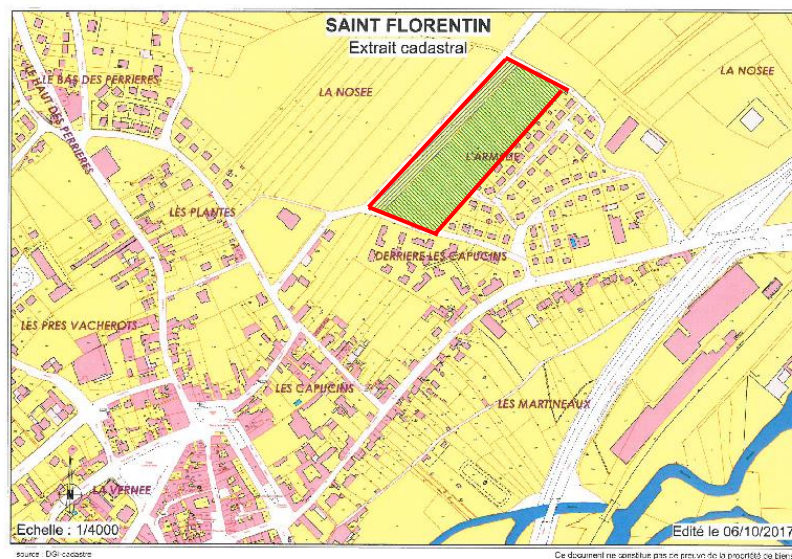 SAINT FLORENTIN
Extrait cadastral
LE BAS DES PERRIERES
LE HAUT DES PERRIERES
LA NOSEE
LA NOSEE
LES PLANTES
DERRIERE LES CAPUCINS
LES PRES VACHEROTS
LES CAPUCINS
LES MARTINEAUX
LA VERNEE
N
Echelle : 1/4000
Edité le 06/10/2017
source : DGI cadastre
Ce document ne constitue pas de preuve de la propriété de biens